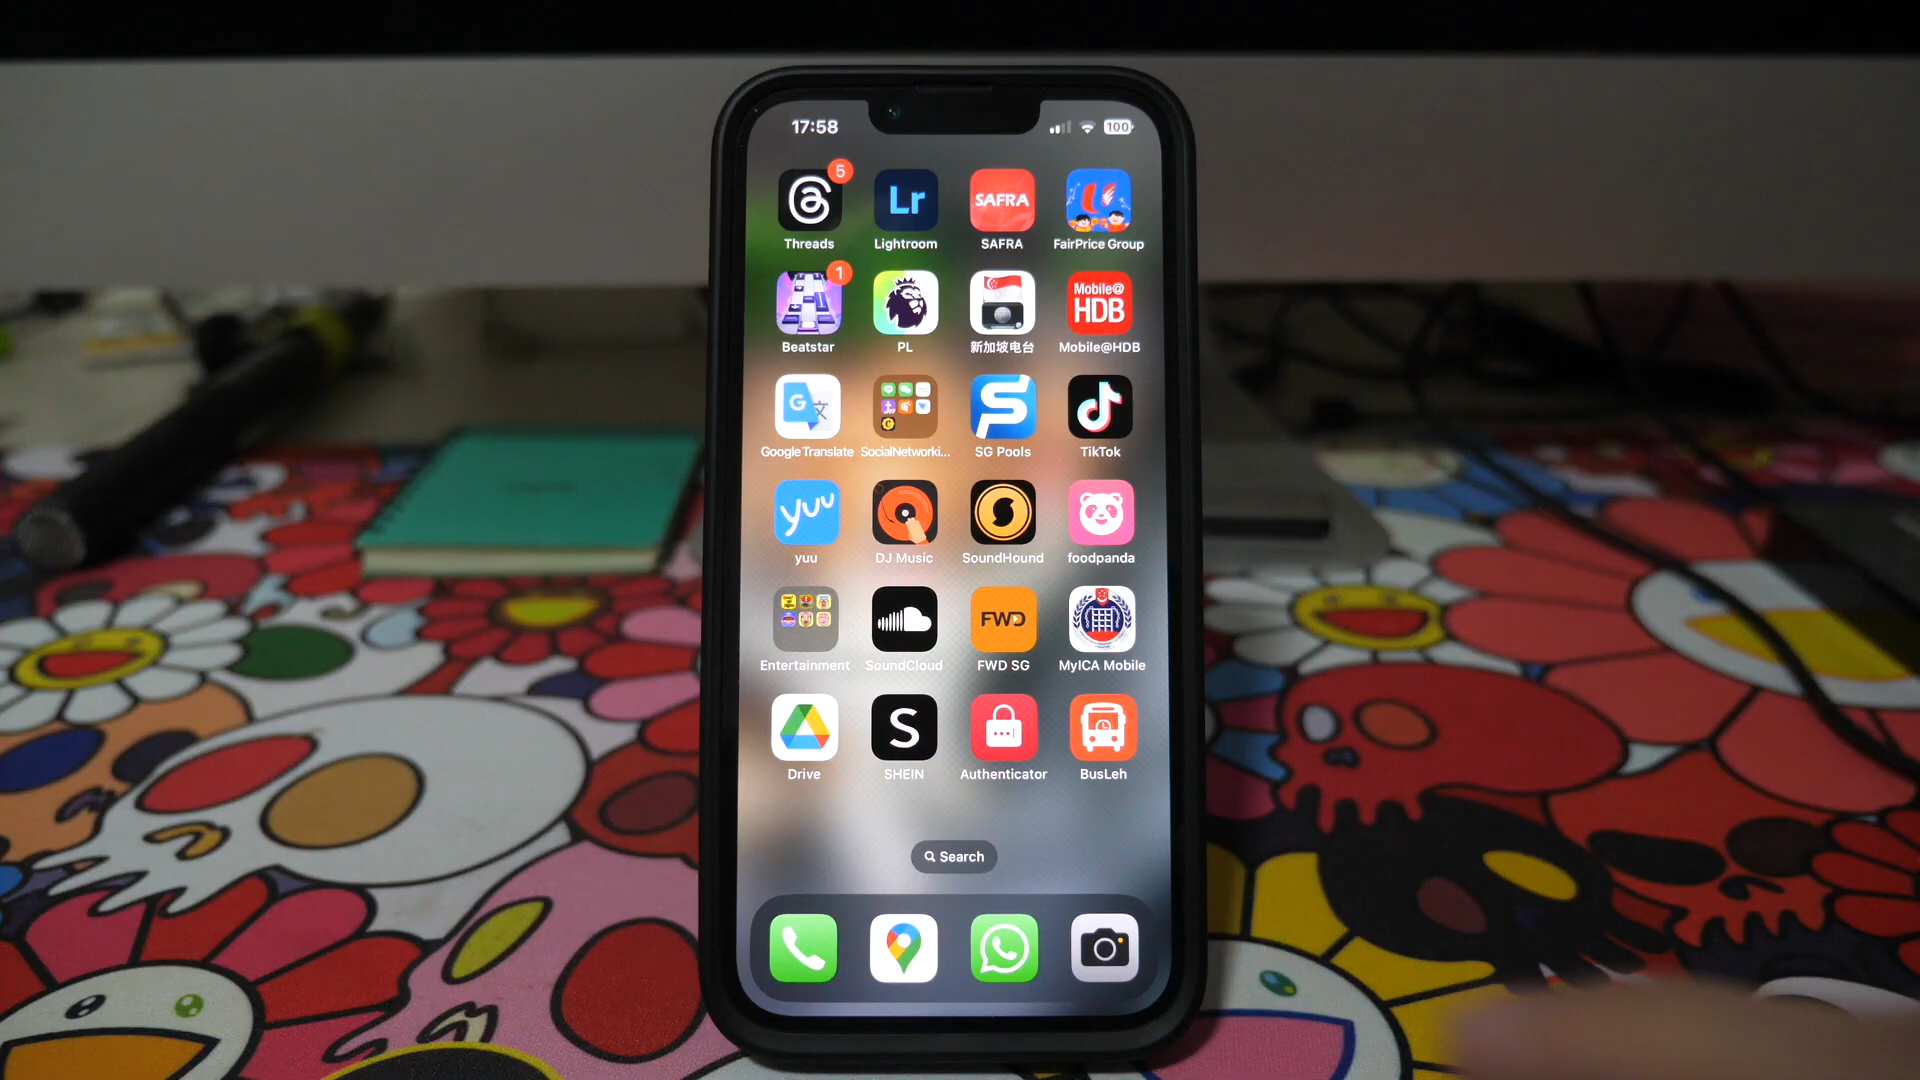 17:58
100
5
Lr
SAFRA
Threads
Lightroom
SAFRA
FairPrice Group
1
Mobile@
HDB
Beatstar
PL
新加坡电台
Mobile@HDB
G
文
S
Google Translate
SocialNetworki...
SG Pools
TikTok
yuu
yuu
DJ Music
SoundHound
foodpanda
FWD
Entertainment
SoundCloud
FWD SG
MyICA Mobile
S
Drive
SHEIN
Authenticator
BusLeh
Search